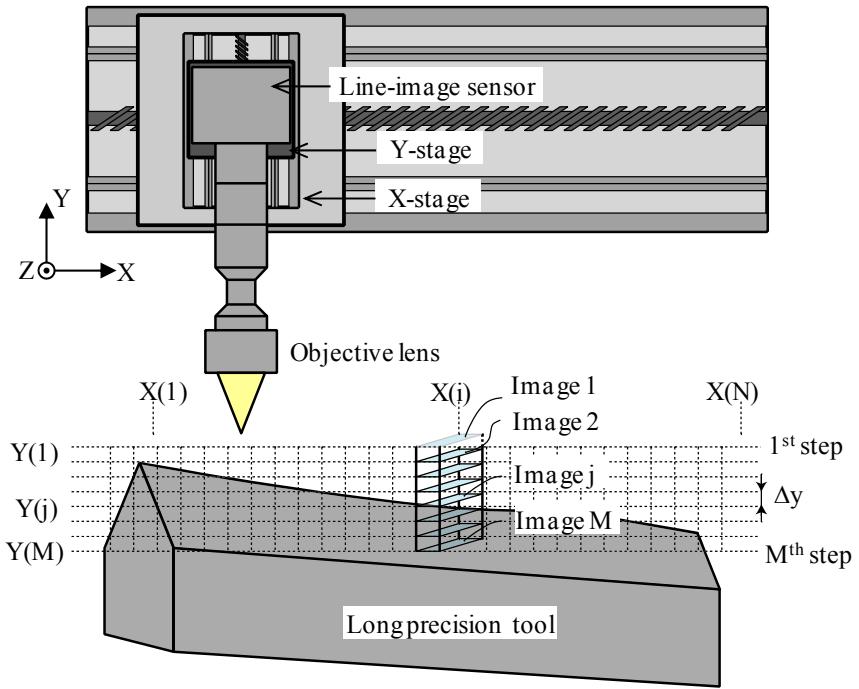 Line-image sensor
Y-stage
X-stage
Y
Z
X
Objective lens
X(1)
X(i)
X(N)
Image 1
Image 2
Y(1)
1st step
Image j
Δy
Y(j)
Image M
Y(M)
Mth step
Long precision tool